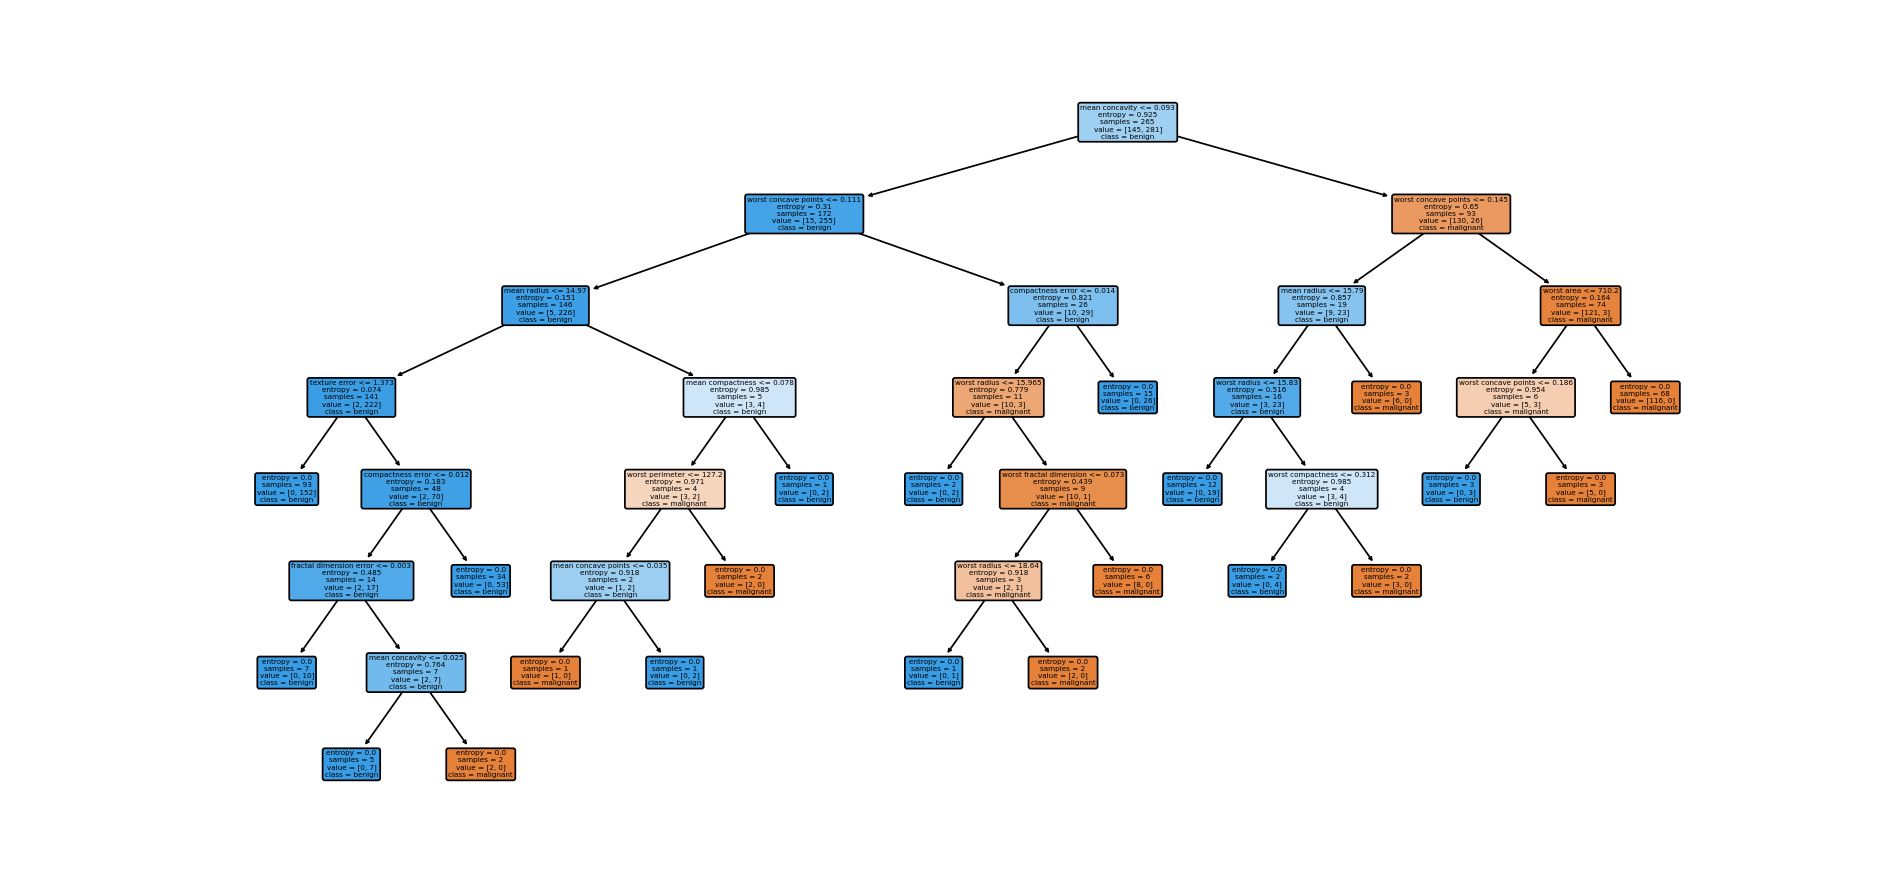 mean concavity <= 0.093
entropy = 0.925
samples = 265
value = [145, 281]
class = benign
worst concave points <= 0.111
entropy = 0.31
samples = 172
value = [15, 255]
class = benign
worst concave points <= 0.145
entropy = 0.65
samples = 93
value = [130, 26]
class = malignant
mean radius <= 14.97
entropy = 0.151
samples = 146
value = [5, 226]
class = benign
compactness error <= 0.014
entropy = 0.821
samples = 26
value = [10, 29]
class = benign
mean radius <= 15.79
entropy = 0.857
samples = 19
value = [9, 23]
class = benign
worst area <= 710.2
entropy = 0.164
samples = 74
value = [121, 3]
class = malignant
texture error <= 1.373
entropy = 0.074
samples = 141
value = [2, 222]
class = benign
mean compactness <= 0.078
entropy = 0.985
samples = 5
value = [3, 4]
class = benign
worst radius <= 15.965
entropy = 0.779
samples = 11
value = [10, 3]
class = malignant
entropy = 0.0
samples = 15
value = [0, 26]
class = benign
worst radius <= 15.83
entropy = 0.516
samples = 16
value = [3, 23]
class = benign
entropy = 0.0
samples = 3
value = [6, 0]
class = malignant
worst concave points <= 0.186
entropy = 0.954
samples = 6
value = [5, 3]
class = malignant
entropy = 0.0
samples = 68
value = [116, 0]
class = malignant
entropy = 0.0
samples = 93
value = [0, 152]
class = benign
compactness error <= 0.012
entropy = 0.183
samples = 48
value = [2, 70]
class = benign
worst perimeter <= 127.2
entropy = 0.971
samples = 4
value = [3, 2]
class = malignant
entropy = 0.0
samples = 1
value = [0, 2]
class = benign
entropy = 0.0
samples = 2
value = [0, 2]
class = benign
worst fractal dimension <= 0.073
entropy = 0.439
samples = 9
value = [10, 1]
class = malignant
entropy = 0.0
samples = 12
value = [0, 19]
class = benign
worst compactness <= 0.312
entropy = 0.985
samples = 4
value = [3, 4]
class = benign
entropy = 0.0
samples = 3
value = [0, 3]
class = benign
entropy = 0.0
samples = 3
value = [5, 0]
class = malignant
fractal dimension error <= 0.003
entropy = 0.485
samples = 14
value = [2, 17]
class = benign
entropy = 0.0
samples = 34
value = [0, 53]
class = benign
mean concave points <= 0.035
entropy = 0.918
samples = 2
value = [1, 2]
class = benign
entropy = 0.0
samples = 2
value = [2, 0]
class = malignant
worst radius <= 18.64
entropy = 0.918
samples = 3
value = [2, 1]
class = malignant
entropy = 0.0
samples = 6
value = [8, 0]
class = malignant
entropy = 0.0
samples = 2
value = [0, 4]
class = benign
entropy = 0.0
samples = 2
value = [3, 0]
class = malignant
entropy = 0.0
samples = 7
value = [0, 10]
class = benign
mean concavity <= 0.025
entropy = 0.764
samples = 7
value = [2, 7]
class = benign
entropy = 0.0
samples = 1
value = [1, 0]
class = malignant
entropy = 0.0
samples = 1
value = [0, 2]
class = benign
entropy = 0.0
samples = 1
value = [0, 1]
class = benign
entropy = 0.0
samples = 2
value = [2, 0]
class = malignant
entropy = 0.0
samples = 5
value = [0, 7]
class = benign
entropy = 0.0
samples = 2
value = [2, 0]
class = malignant